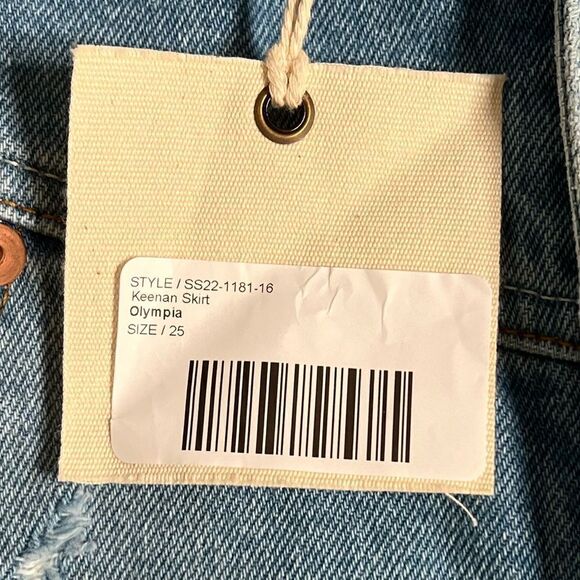 STYLE / SS22-1181-16
Keenan Skirt
Olympia
SIZE / 25